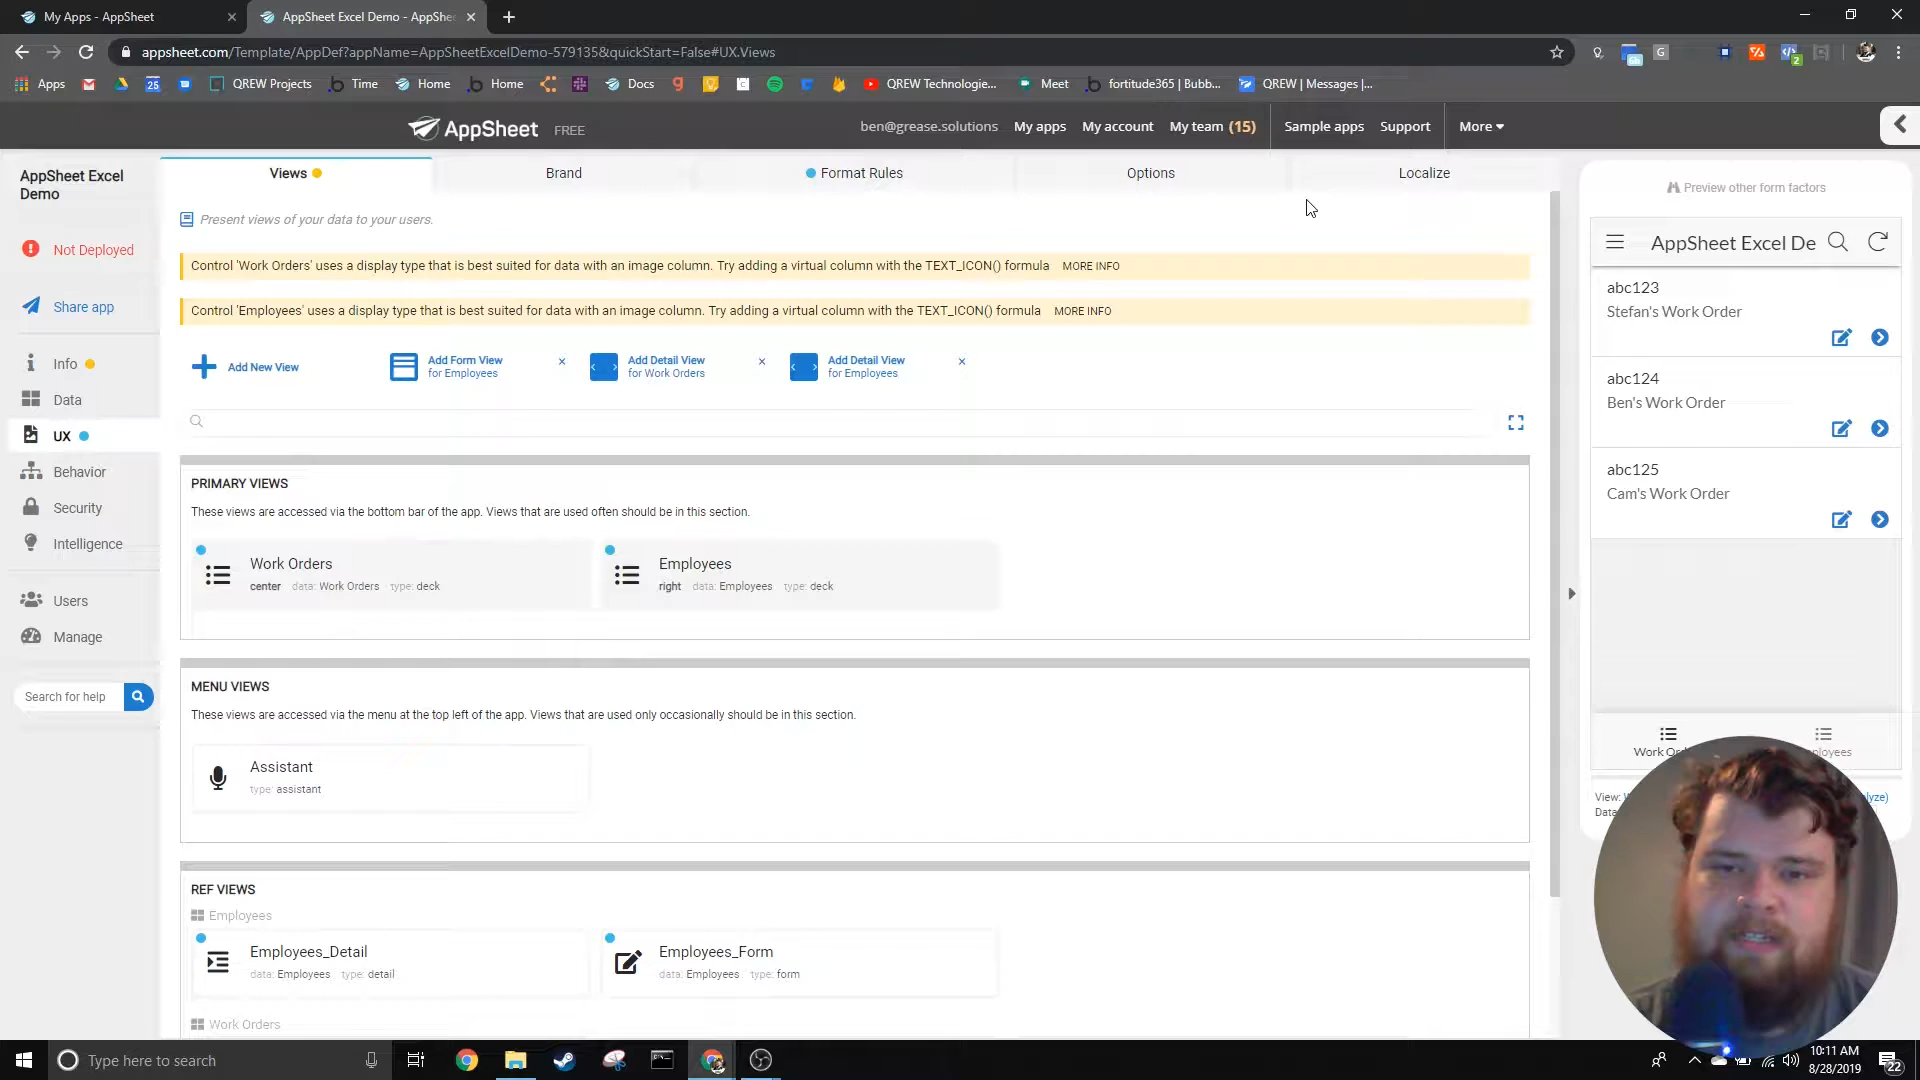 My Apps - AppSheet
AppSheet Excel Demo - AppShe
appsheet.com/Template/AppDef?appName=AppSheetExcelDemo-579135&quickStart=False#UX.Views
G
2
Apps
25
QREW Projects
Time
Home
Home
Docs
QREW Technologie...
Meet
fortitude365 | Bubb...
QREW | Messages |...
AppSheet FREE
ben@grease.solutions
My apps
My account
My team (15)
Sample apps
Support
More
AppSheet Excel
Demo
Not Deployed
Share app
Info
Data
UX
Behavior
Security
Intelligence
Users
Manage
Search for help
Views
Brand
Format Rules
Options
Localize
Present views of your data to your users.
Control 'Work Orders' uses a display type that is best suited for data with an image column. Try adding a virtual column with the TEXT_ICON() formula MORE INFO
Control 'Employees' uses a display type that is best suited for data with an image column. Try adding a virtual column with the TEXT_ICON() formula MORE INFO
Add New View
Add Form View
for Employees
Add Detail View
for Work Orders
Add Detail View
for Employees
PRIMARY VIEWS
These views are accessed via the bottom bar of the app. Views that are used often should be in this section.
Work Orders
center data: Work Orders type: deck
Employees
right data: Employees type: deck
MENU VIEWS
These views are accessed via the menu at the top left of the app. Views that are used only occasionally should be in this section.
Assistant
type: assistant
REF VIEWS
Employees
Employees_Detail
data: Employees type: detail
Employees_Form
data: Employees type: form
Work Orders
Preview other form factors
AppSheet Excel De
abc123
Stefan's Work Order
abc124
Ben's Work Order
abc125
Cam's Work Order
Work Or
ployees
View:
lyze)
Data
Type here to search
10:11 AM
8/28/2019
22